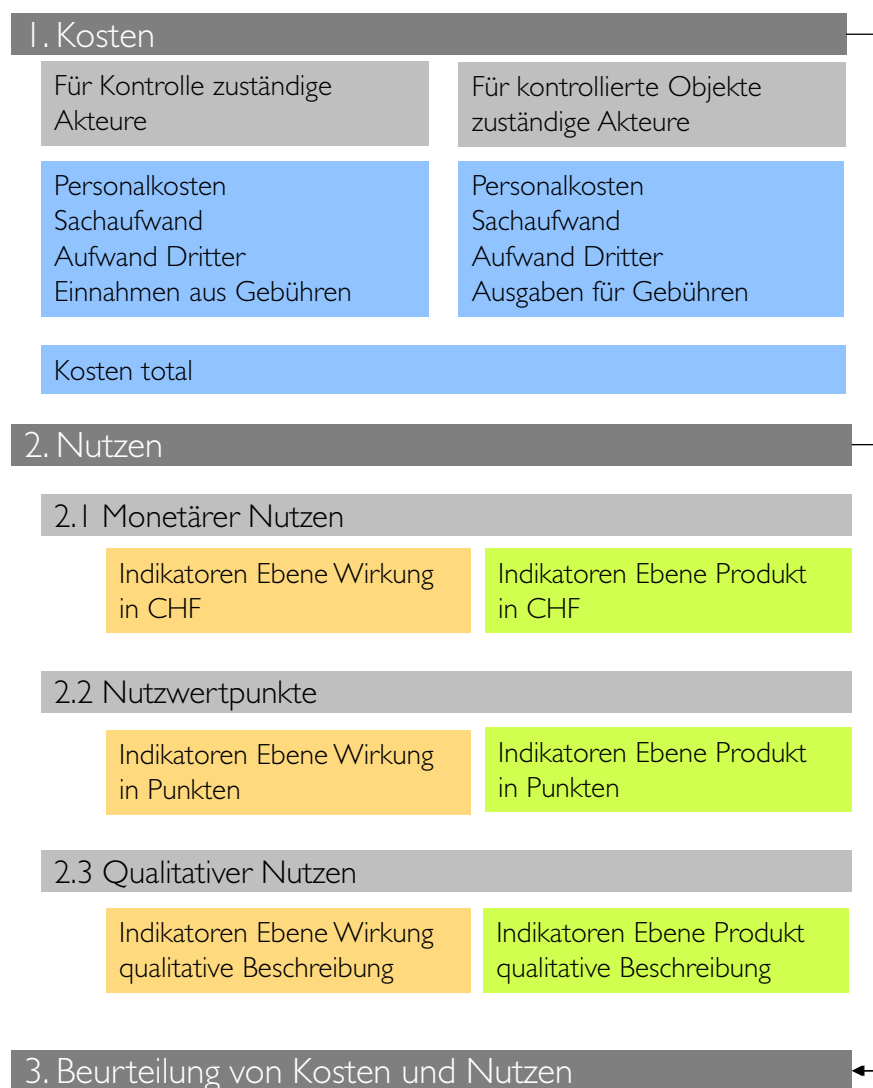 1. Kosten
Für Kontrolle zuständige
Akteure
Für kontrollierte Objekte
zuständige Akteure
Personalkosten
Sachaufwand
Aufwand Dritter
Einnahmen aus Gebühren
Personalkosten
Sachaufwand
Aufwand Dritter
Ausgaben für Gebühren
Kosten total
2. Nutzen
2.1 Monetärer Nutzen
Indikatoren Ebene Wirkung
in CHF
Indikatoren Ebene Produkt
in CHF
2.2 Nutzwertpunkte
Indikatoren Ebene Wirkung
in Punkten
Indikatoren Ebene Produkt
in Punkten
2.3 Qualitativer Nutzen
Indikatoren Ebene Wirkung
qualitative Beschreibung
Indikatoren Ebene Produkt
qualitative Beschreibung
3. Beurteilung von Kosten und Nutzen